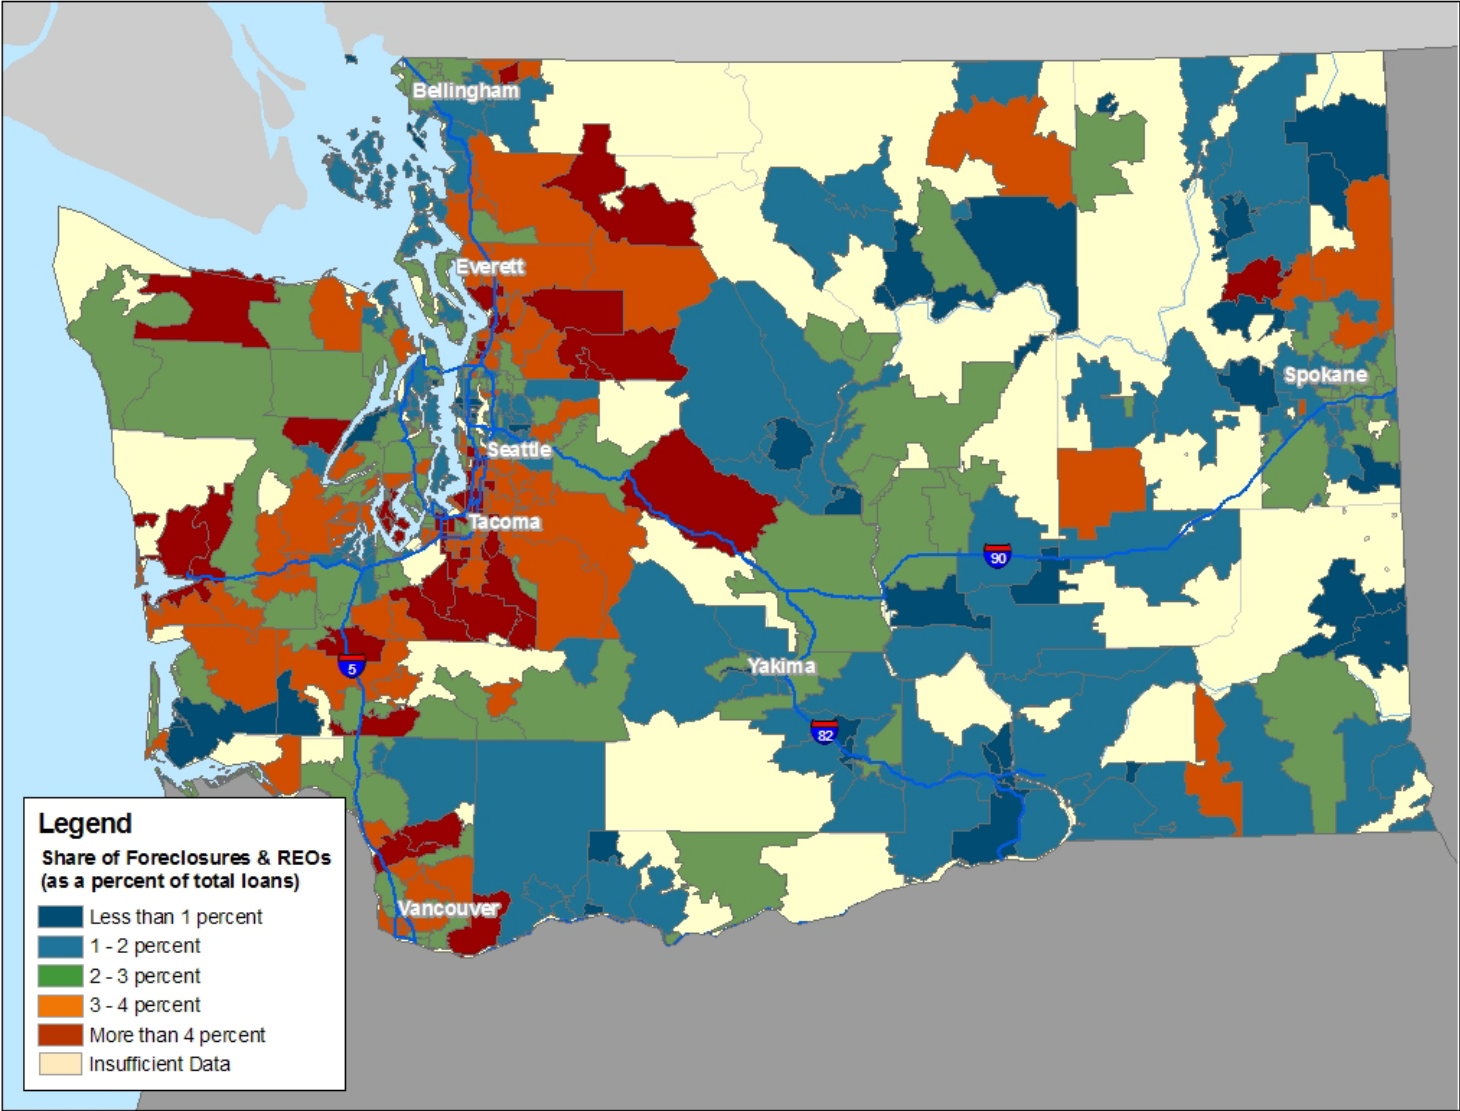 Bellingham
Everett
Spokane
Seattle
Tacoma
90
5
Yakima
82
Vancouver
Legend
Share of Foreclosures & REOs
(as a percent of total loans)
Less than 1 percent
1 - 2 percent
2 - 3 percent
3 - 4 percent
More than 4 percent
Insufficient Data